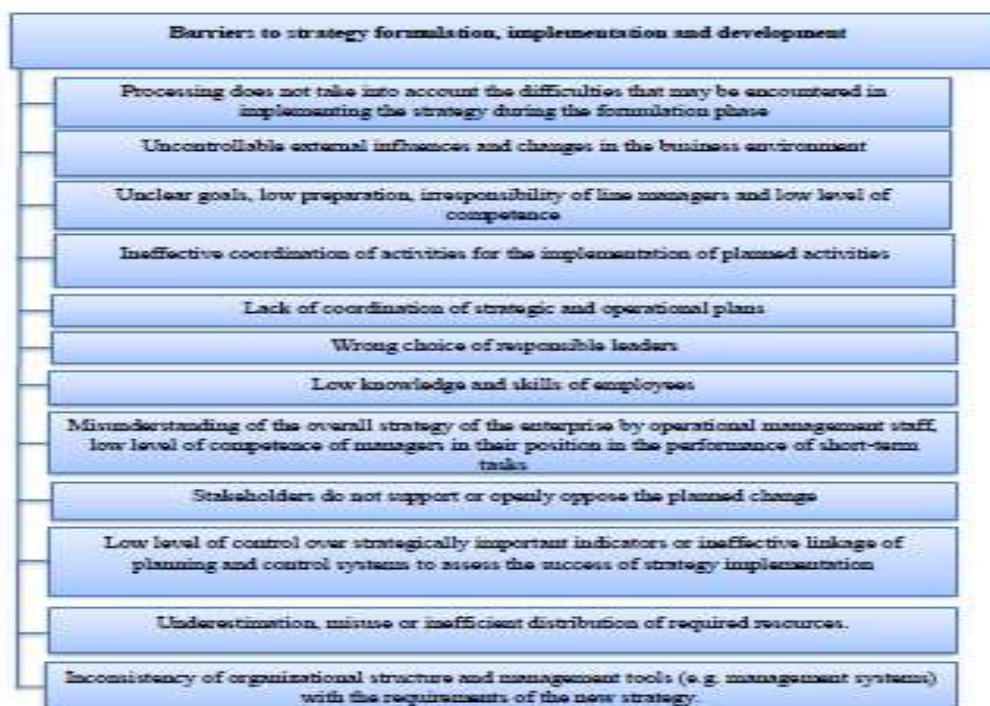 Barriers to strategy formulation, implementation and development
Processing does not take into account the difficulties that may be encountered in
implementing the strategy during the formulation phase
Uncontrollable external influences and changes in the business environment
Unclear goals, low preparation, irresponsibility of line managers and low level of
competence
Ineffective coordination of activities for the implementation of planned activities
Lack of coordination of strategic and operational plans
Wrong choice of responsible leaders
Low knowledge and skills of employees
Misunderstanding of the overall strategy of the enterprise by operational management staff,
low level of competence of managers in their position in the performance of short-term
tasks
Stakeholders do not support or openly oppose the planned change
Low level of control over strategically important indicators or ineffective linkage of
planning and control systems to assess the success of strategy implementation
Underestimation, misuse or inefficient distribution of required resources.
Inconsistency of organizational structure and management tools (e.g. management systems)
with the requirements of the new strategy.